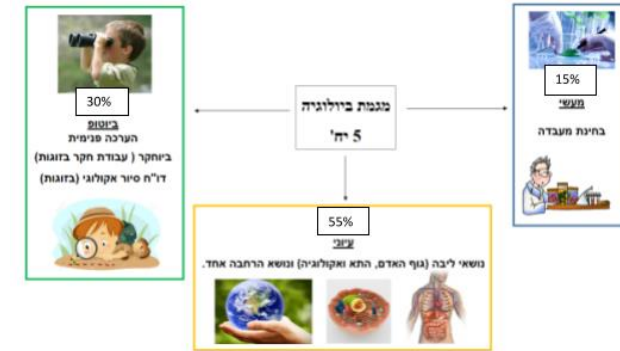 מגמת ביולוגיה
5 יח'
15%
מעשי
בחינת מעבדה
30%
ביוטופ
הערכה פנימית
ביוחקר ( עבודת חקר בזוגות)
דו"ח סיור אקולוגי (בזוגות)
55%
עיוני
נושאי ליבה (גוף האדם, התא ואקולוגיה) ונושא הרחבה אחד.